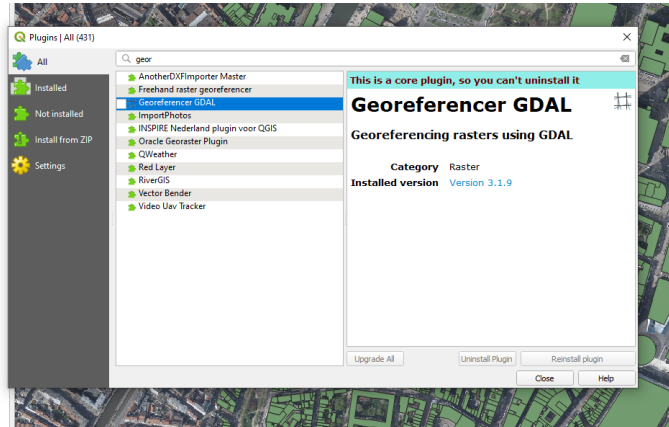 Plugins | All (431)
All
Installed
Not installed
Install from ZIP
Settings
geor
AnotherDXFImporter Master
Freehand raster georeferencer
Georeferencer GDAL
ImportPhotos
INSPIRE Nederland plugin voor QGIS
Oracle Georaster Plugin
QWeather
Red Layer
RiverGIS
Vector Bender
Video Uav Tracker
This is a core plugin, so you can't uninstall it
Georeferencer GDAL
Georeferencing rasters using GDAL
Category Raster
Installed version Version 3.1.9
Upgrade All Uninstall Plugin Reinstall plugin
Close Help